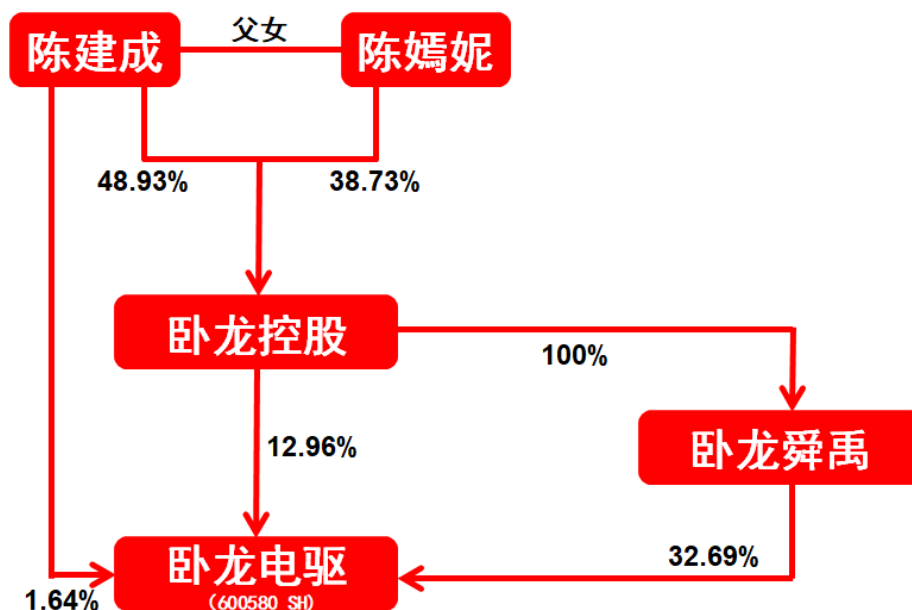 陈建成
父女
陈嫣妮
48.93%
38.73%
卧龙控股
100%
12.96%
卧龙舜禹
卧龙电驱
(600580 SH)
32.69%
1.64%